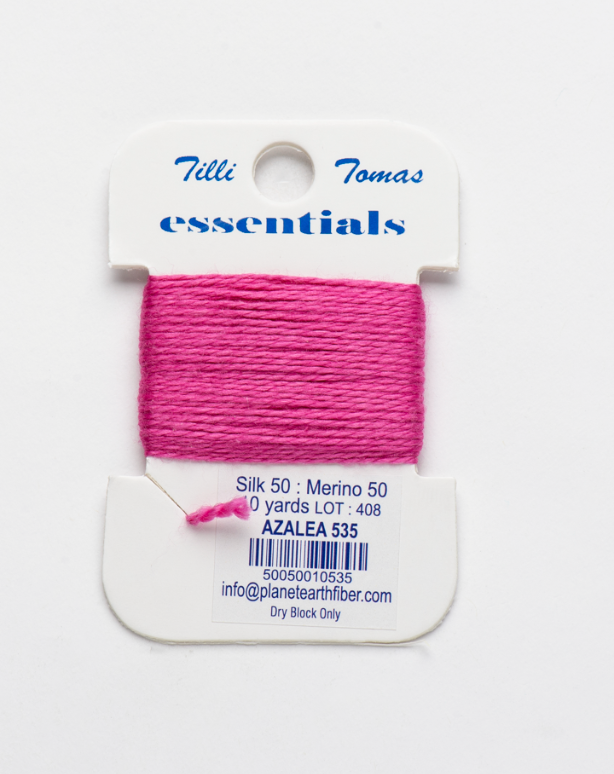 Tilli Tomas
essentials
Silk 50 : Merino 50
0 yards LOT : 408
AZALEA 535
50050010535
info@planetearthfiber.com
Dry Block Only